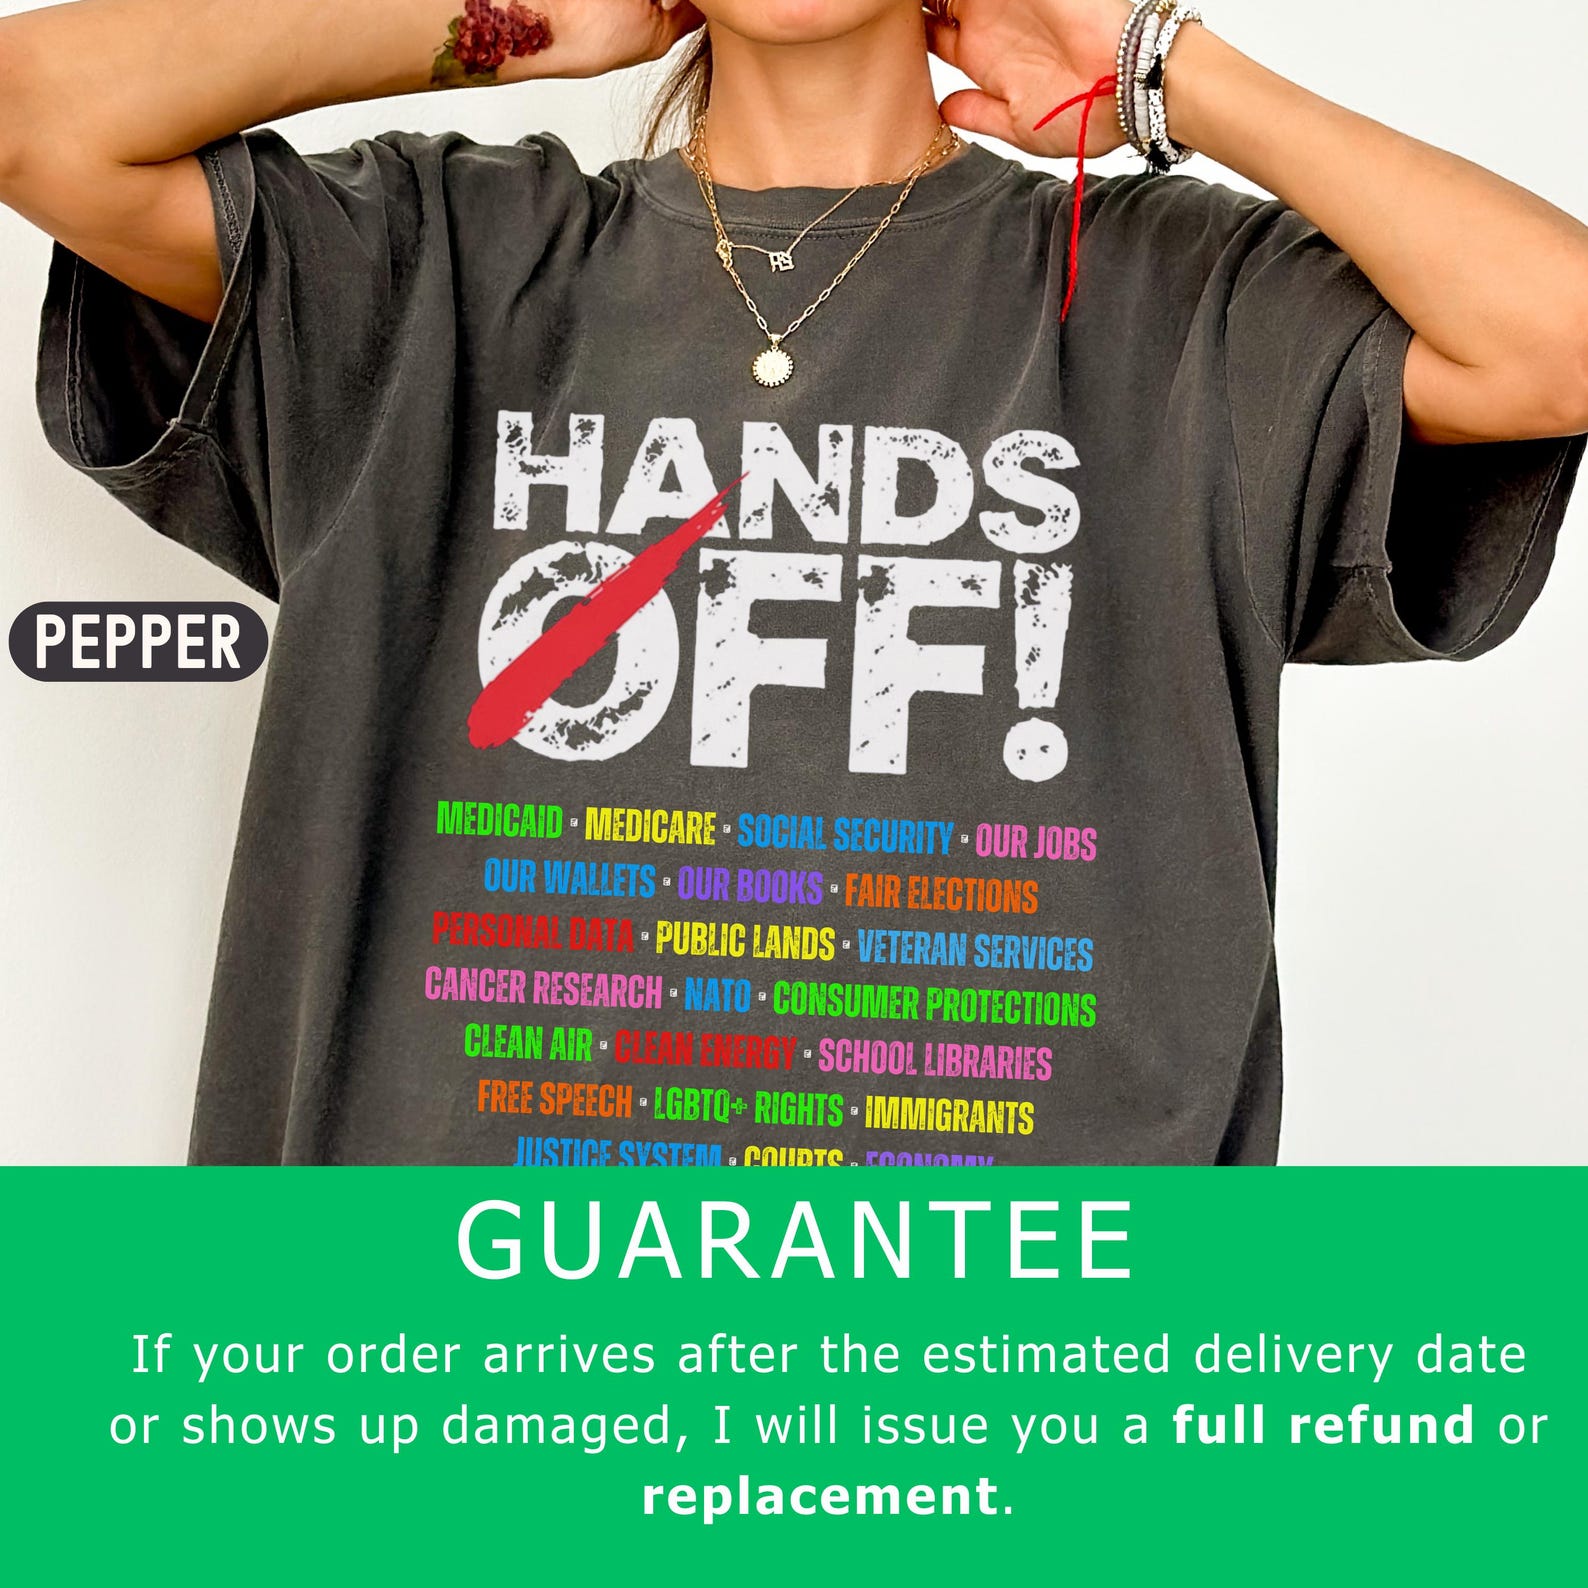 HANDS
OFF!
PEPPER
MEDICAID · MEDICARE · SOCIAL SECURITY · OUR JOBS
OUR WALLETS · OUR BOOKS · FAIR ELECTIONS
PERSONAL DATA · PUBLIC LANDS · VETERAN SERVICES
CANCER RESEARCH · NATO · CONSUMER PROTECTIONS
CLEAN AIR · CLEAN ENERGY · SCHOOL LIBRARIES
FREE SPEECH · LGBTQ+ RIGHTS · IMMIGRANTS
JUSTICE SYSTEM · COURTS · ECONOMY
GUARANTEE
If your order arrives after the estimated delivery date
or shows up damaged, I will issue you a full refund or
replacement.